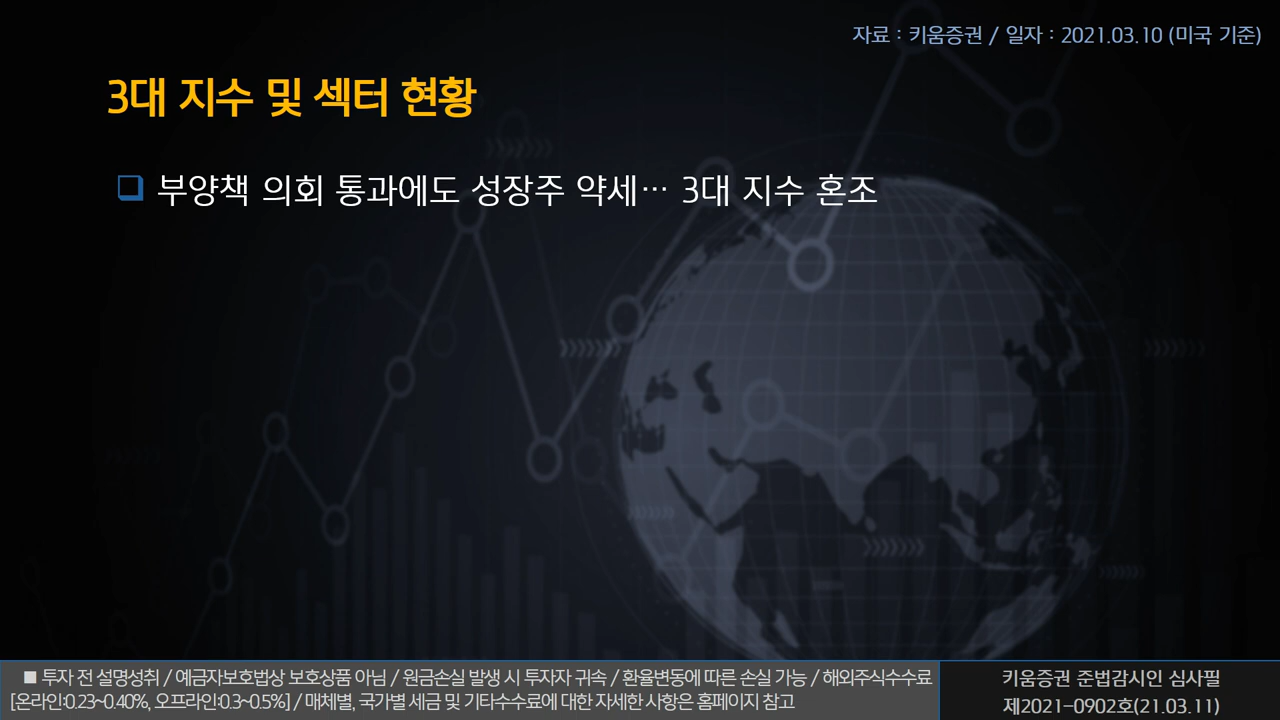 자료 : 키움증권 / 일자 : 2021.03.10 (미국 기준)
3대 지수 및 섹터 현황
❑ 부양책 의회 통과에도 성장주 약세… 3대 지수 혼조
■ 투자 전 설명성취 / 예금자보호법상 보호상품 아님 / 원금손실 발생 시 투자자 귀속 / 환율변동에 따른 손실 가능 / 해외주식수수료
[온라인:0.23~0.40%, 오프라인:0.3~0.5%] / 매체별, 국가별 세금 및 기타수수료에 대한 자세한 사항은 홈페이지 참고
키움증권 준법감시인 심사필
제2021-0902호(21.03.11)